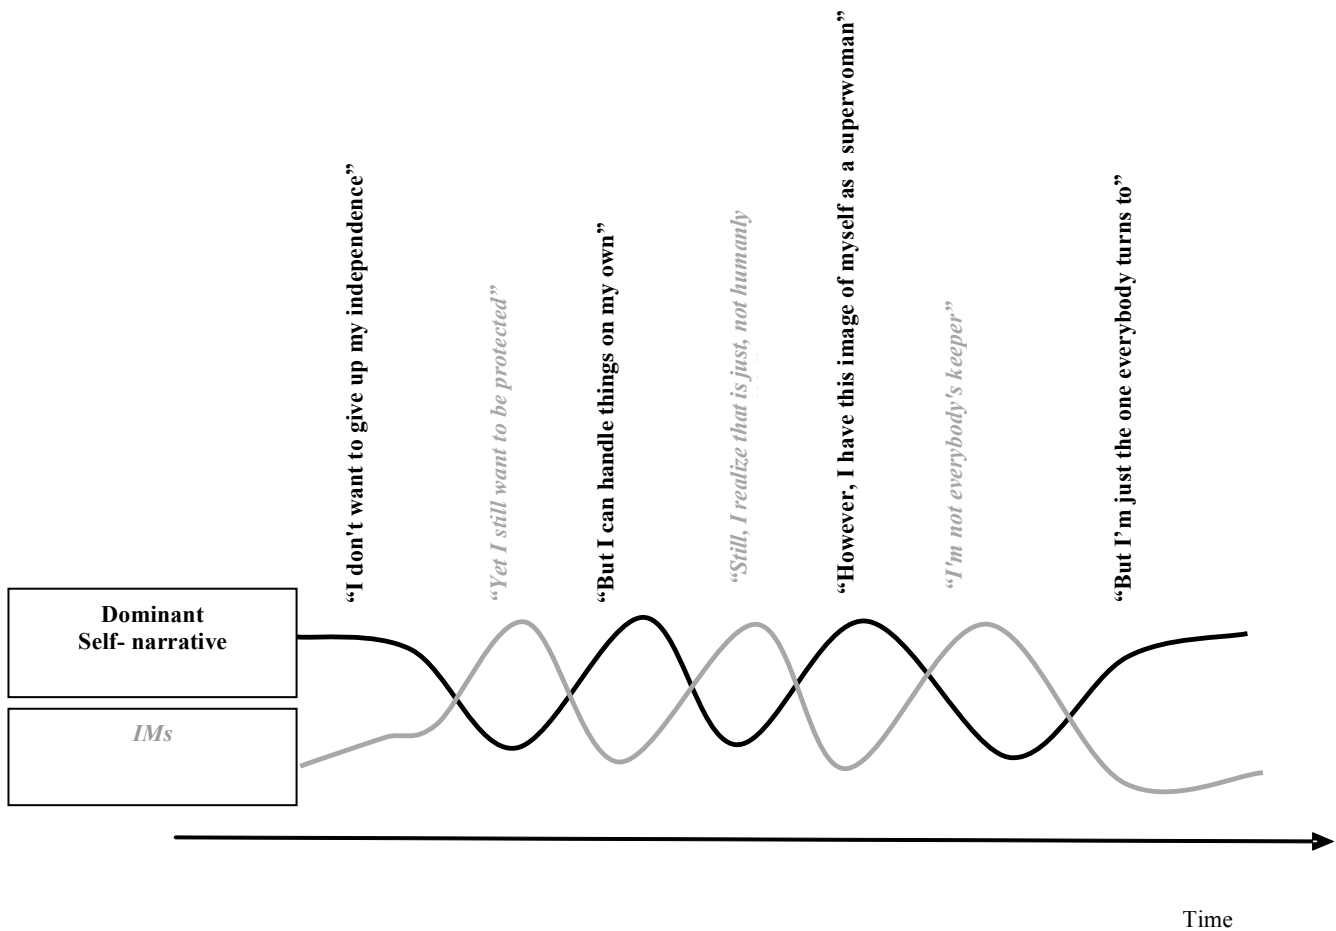 “I don't want to give up my independence”
“Yet I still want to be protected”
“But I can handle things on my own”
“Still, I realize that is just, not humanly
“However, I have this image of myself as a superwoman”
“I'm not everybody's keeper”
“But I’m just the one everybody turns to”
Dominant
Self- narrative
IMs
Time